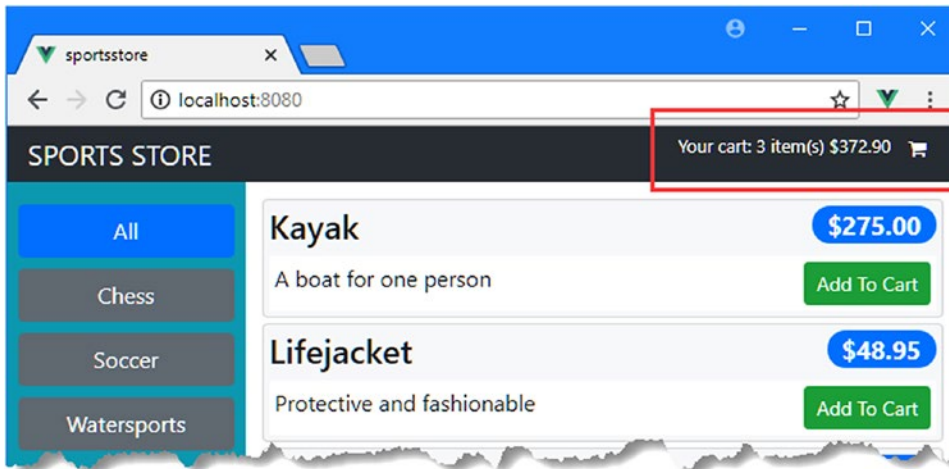 sportsstore
localhost:8080
SPORTS STORE
Your cart: 3 item(s) $372.90
All
Chess
Soccer
Watersports
Kayak
$275.00
A boat for one person
Add To Cart
Lifejacket
$48.95
Protective and fashionable
Add To Cart